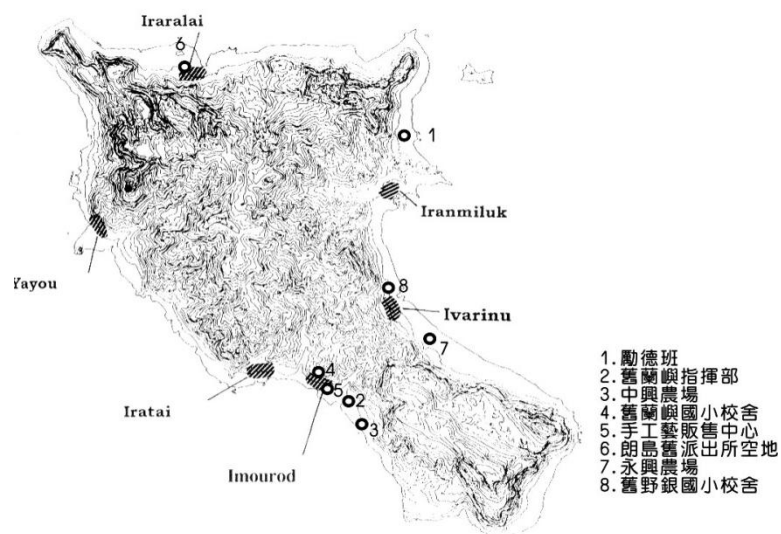 Iraralai
6
1
Iranmiluk
Yayou
8
Ivarinu
7
4
5
2
Iratai
3
Imourod
1.勵德班
2.舊蘭嶼指揮部
3.中興農場
4.舊蘭嶼國小校舍
5.手工藝販售中心
6.朗島舊派出所空地
7.永興農場
8.舊野銀國小校舍